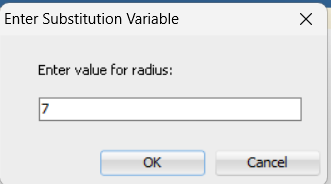 Enter Substitution Variable
Enter value for radius:
7
OK
Cancel